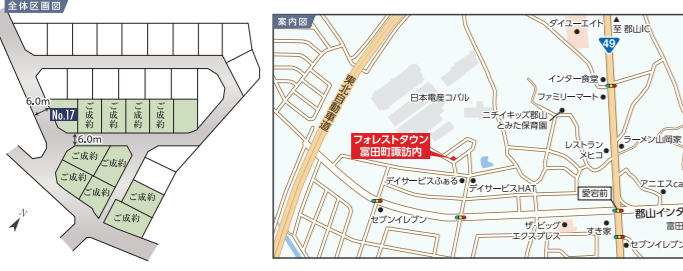 全体区画図
6.0m
No.17
ご成約
ご成約
ご成約
ご成約
6.0m
ご成約
ご成約
ご成約
ご成約
ご成約
ご成約
N
案内図
東北自動車道
日本電産コパル
ダイユーエイト
至 郡山IC
49
インター食堂
ファミリーマート
ニチイキッズ郡山
とみた保育園
フォレストタウン
富田町諏訪内
レストラン
メヒコ
ラーメン山岡家
デイサービスふぁる
デイサービスHAT
アニエスca
愛宕前
セブンイレブン
ザ・ビッグ
エクスプレス
すき家
郡山インタ
富田
セブンイレブン